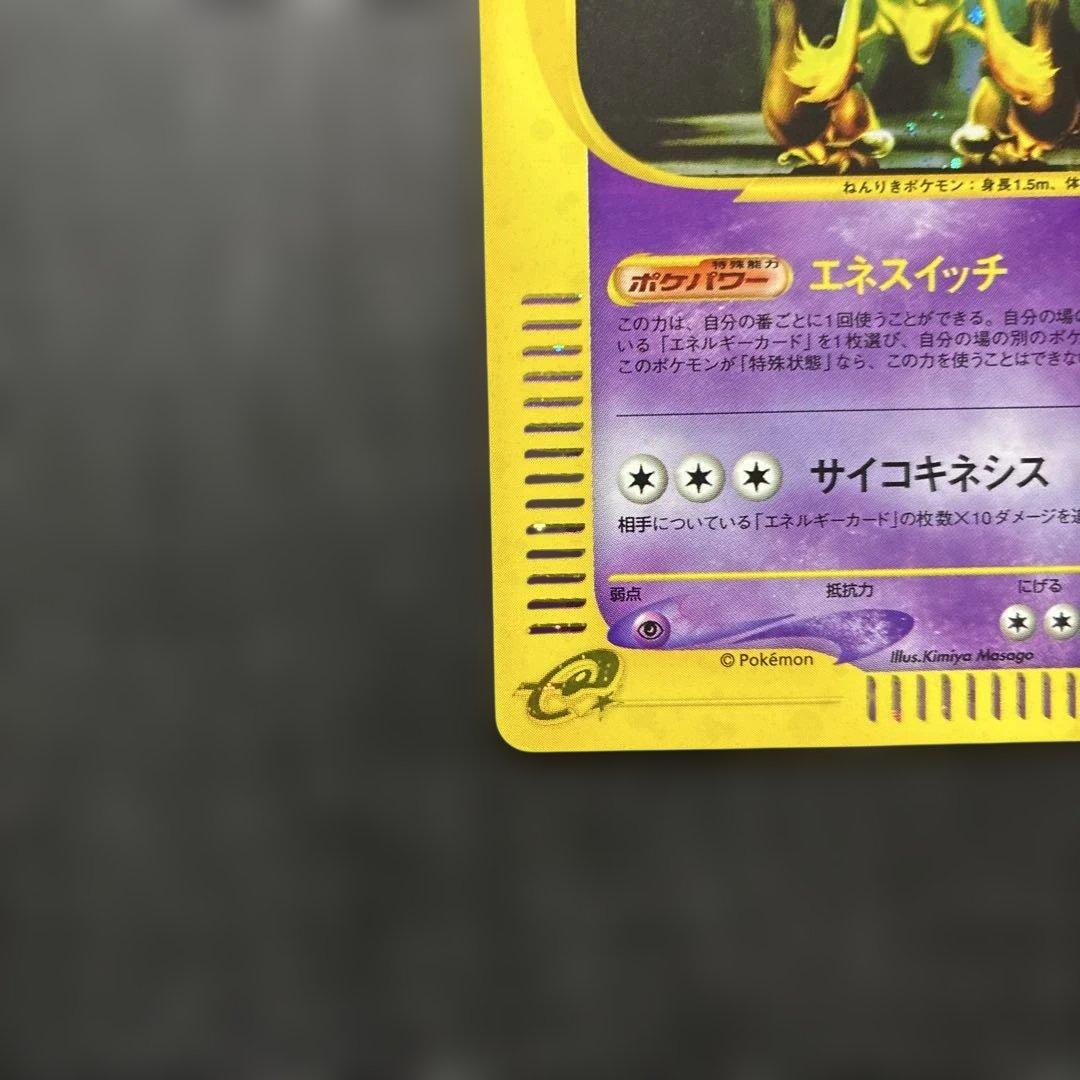 ねんりきポケモン：身長1.5m、体
特殊能力
ポケパワー エネスイッチ
この力は、自分の番ごとに1回使うことができる。自分の場の
いる「エネルギーカード」を1枚選び、自分の場の別のポケ
このポケモンが「特殊状態」なら、この力を使うことはできな
サイコキネシス
相手についている「エネルギーカード」の枚数×10ダメージを追
弱点 抵抗力 にげる
©Pokémon Illus.Kimiya Masago